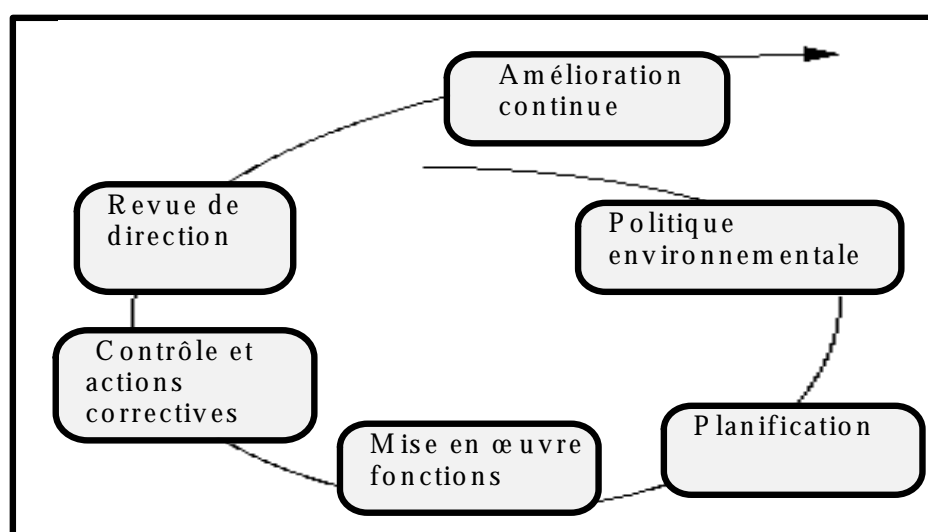 Amélioration
continue
Revue de
direction
Politique
environnementale
Contrôle et
actions
correctives
Planification
Mise en œuvre
fonctions